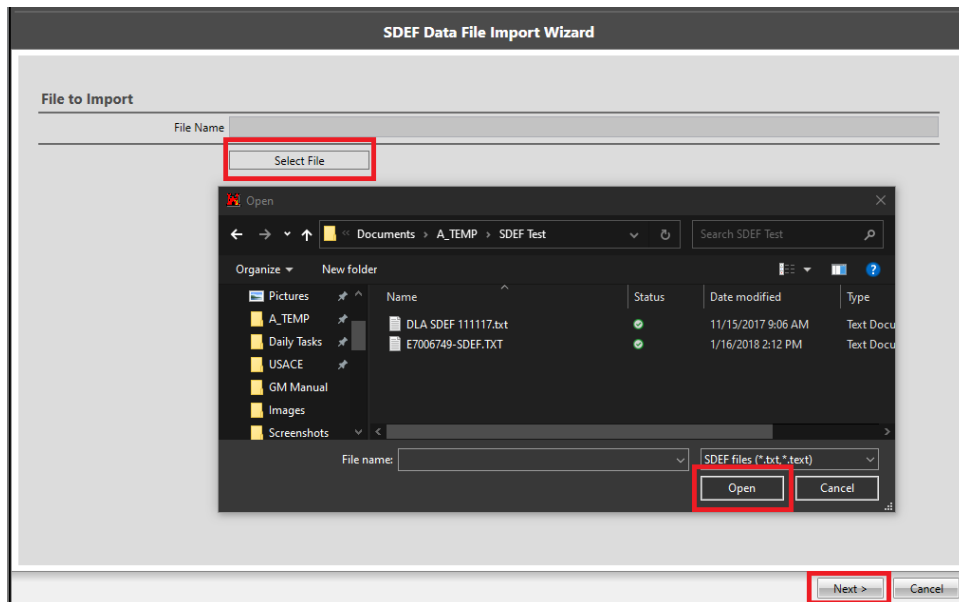 SDEF Data File Import Wizard
File to Import
File Name
Select File
Open
« Documents › A_TEMP › SDEF Test
Search SDEF Test
Organize
New folder
Name
Status
Date modified
Type
Pictures
A_TEMP
Daily Tasks
USACE
GM Manual
Images
Screenshots
DLA SDEF 111117.txt
11/15/2017 9:06 AM
Text Docu
E7006749-SDEF.TXT
1/16/2018 2:12 PM
Text Docu
File name:
SDEF files (*.txt,*.text)
Open
Cancel
Next >
Cancel